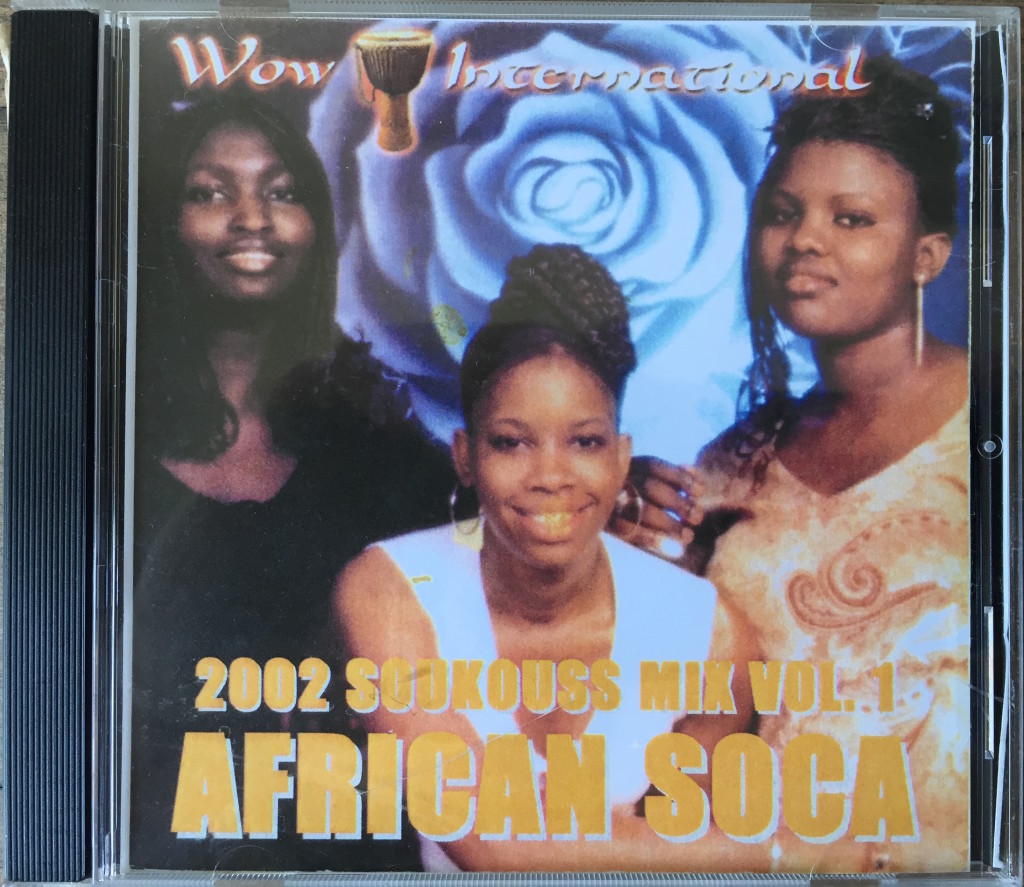 Wow International
2002 SOUKOUSS MIX VOL. 1
AFRICAN SOCA